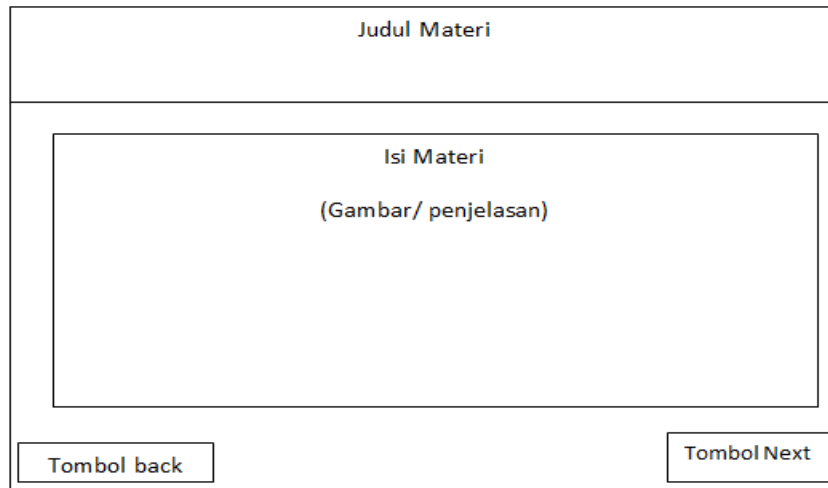 Judul Materi
Isi Materi
(Gambar/ penjelasan)
Tombol back
Tombol Next